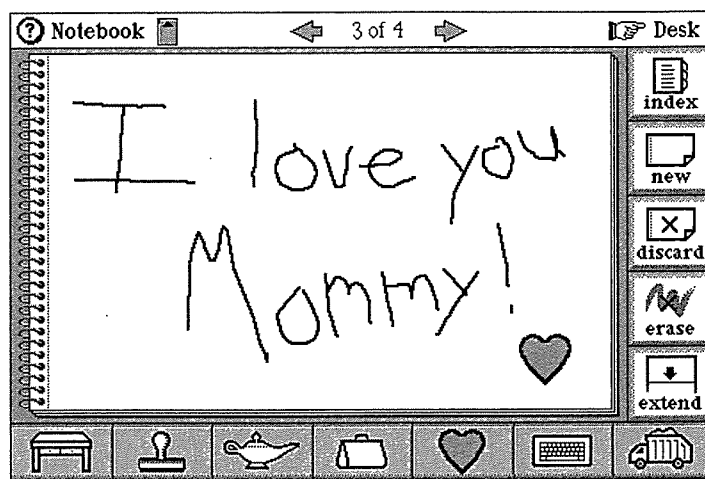 ? Notebook 3 of 4 Desk
index
new
discard
erase
extend
I love you
Mommy!